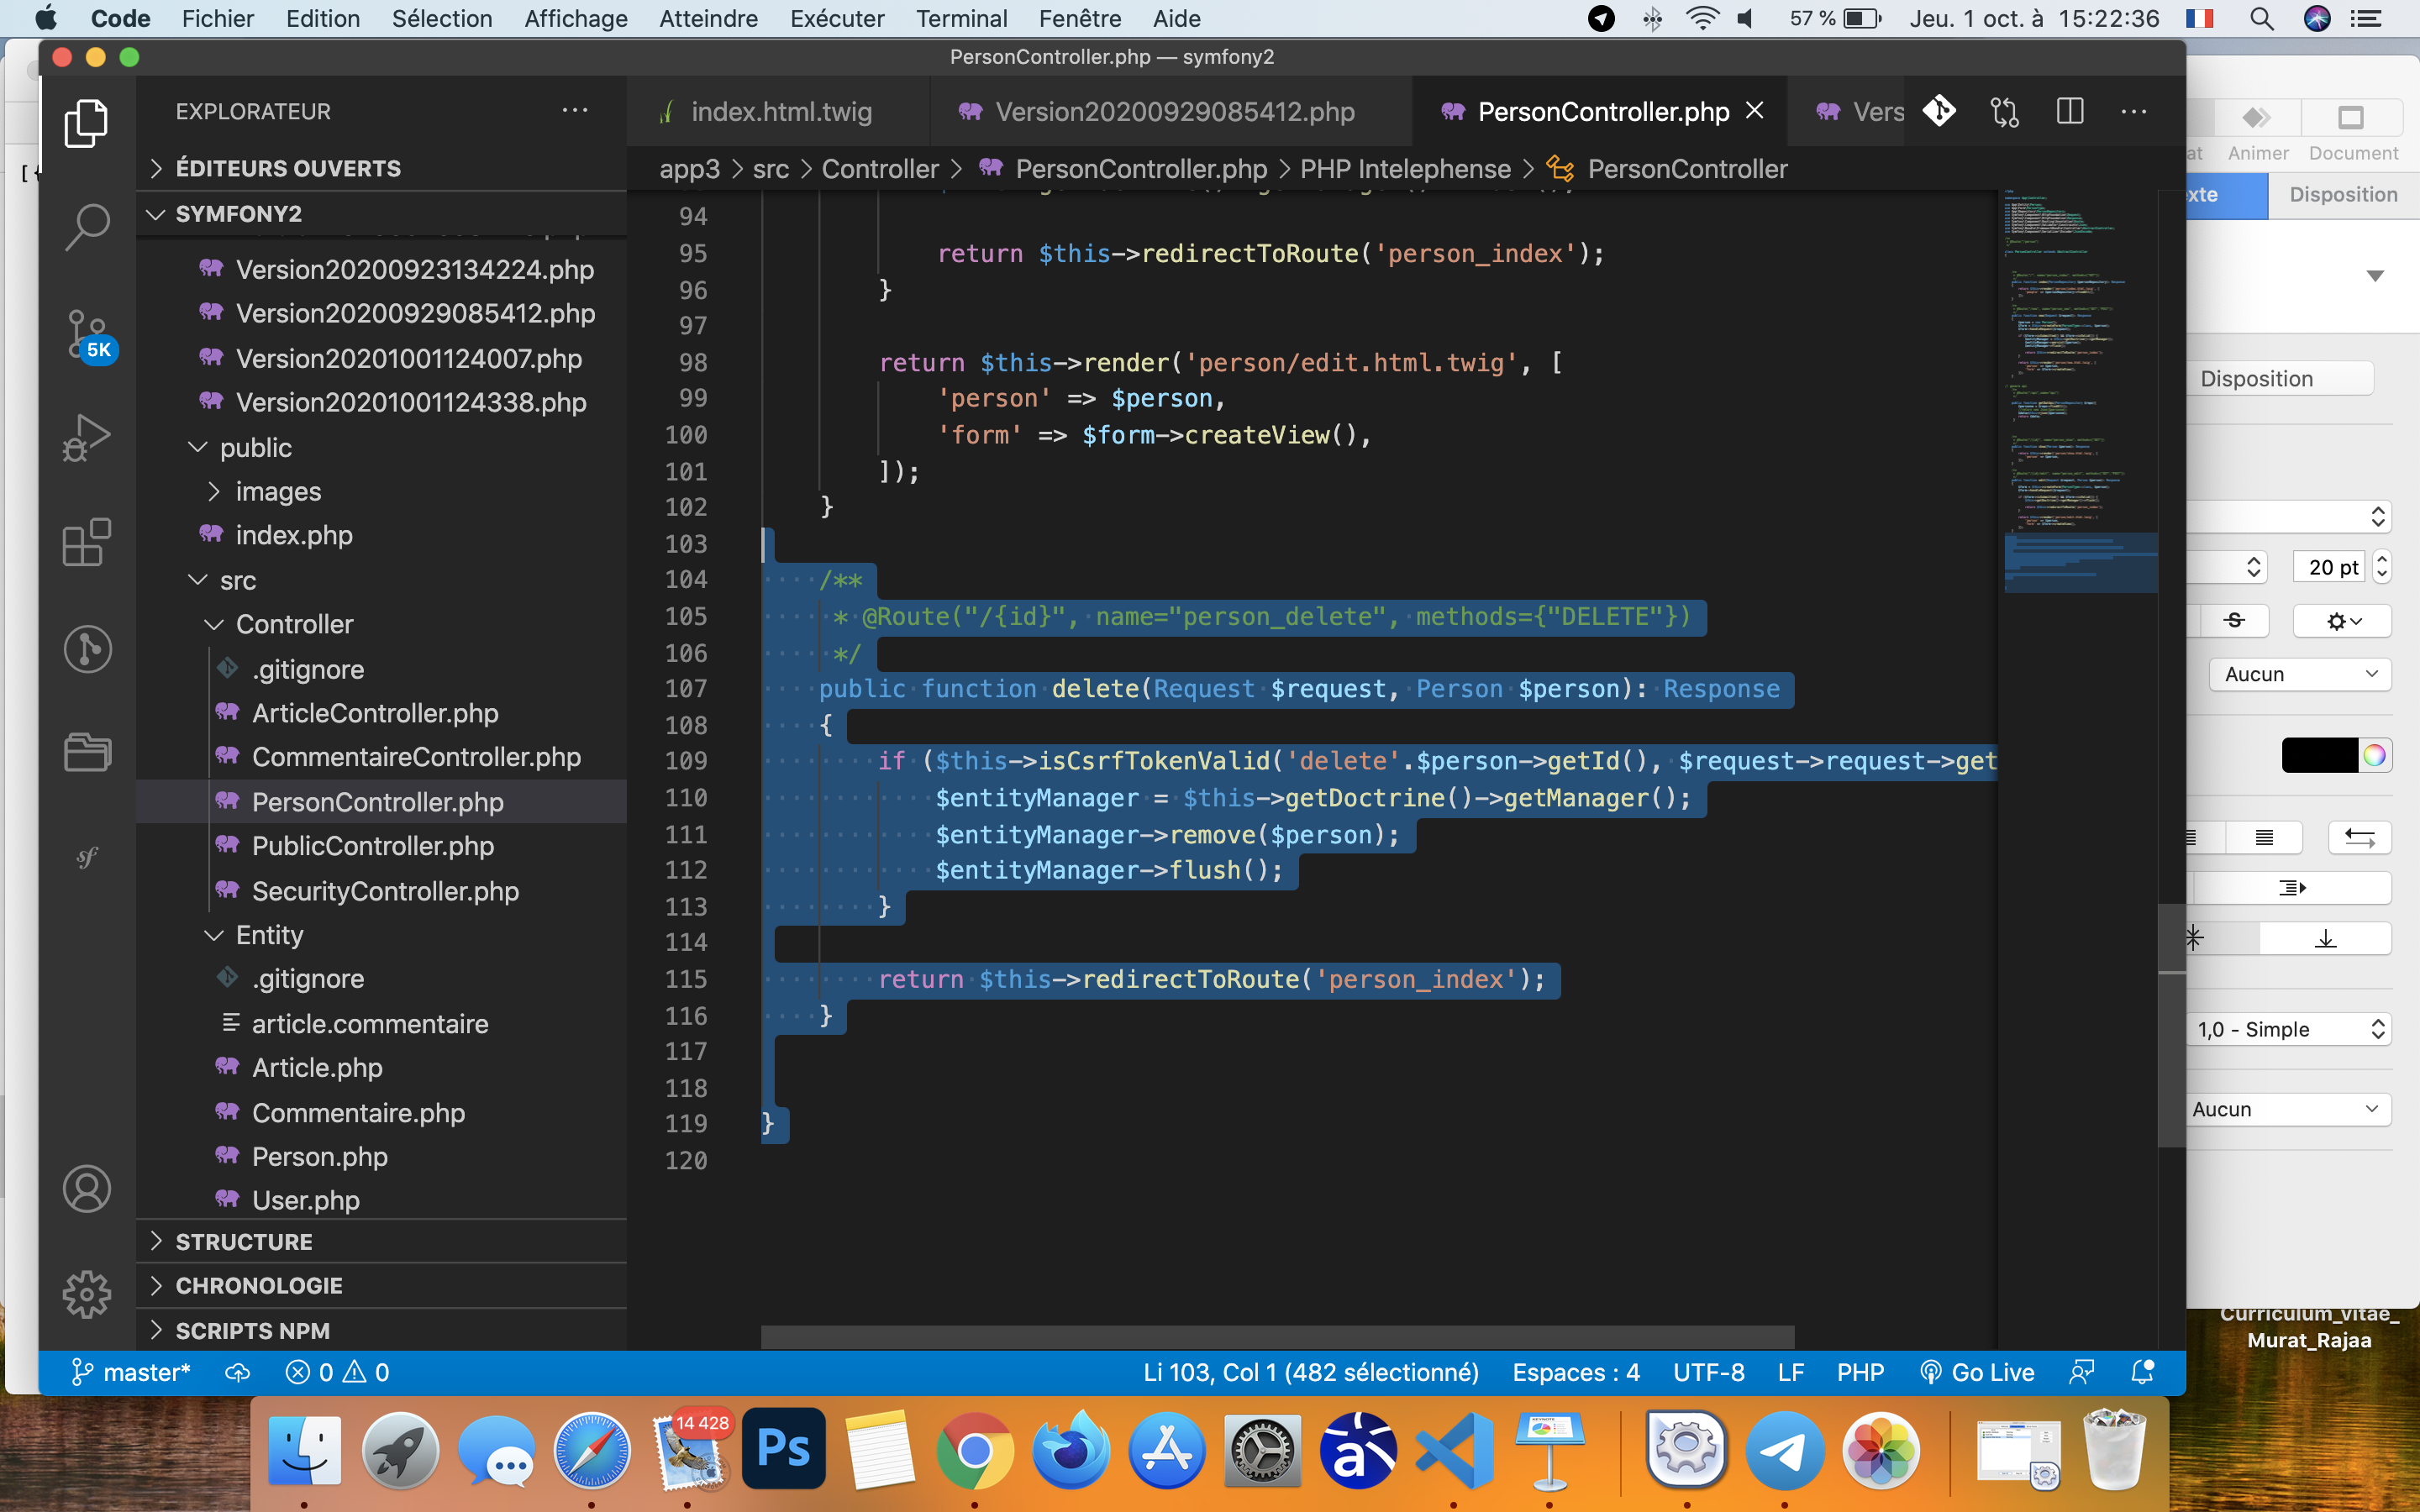 Code Fichier Edition Sélection Affichage Atteindre Exécuter Terminal Fenêtre Aide 57 % Jeu. 1 oct. à 15:22:36
PersonController.php — symfony2
EXPLORATEUR
ÉDITEURS OUVERTS
SYMFONY2
Version20200923134224.php
Version20200929085412.php
Version20201001124007.php
Version20201001124338.php
public
images
index.php
src
Controller
.gitignore
ArticleController.php
CommentaireController.php
PersonController.php
PublicController.php
SecurityController.php
Entity
.gitignore
article.commentaire
Article.php
Commentaire.php
Person.php
User.php
STRUCTURE
CHRONOLOGIE
SCRIPTS NPM
5K
index.html.twig Version20200929085412.php PersonController.php Vers
app3 > src > Controller > PersonController.php > PHP Intelephense > PersonController
94
95 return $this->redirectToRoute('person_index');
96 }
97
98 return $this->render('person/edit.html.twig', [
99 'person' => $person,
100 'form' => $form->createView(),
101 ]);
102 }
103
104 /**
105 * @Route("/{id}", name="person_delete", methods={"DELETE"})
106 */
107 public function delete(Request $request, Person $person): Response
108 {
109 if ($this->isCsrfTokenValid('delete'.$person->getId(), $request->request->get
110 $entityManager = $this->getDoctrine()->getManager();
111 $entityManager->remove($person);
112 $entityManager->flush();
113 }
114
115 return $this->redirectToRoute('person_index');
116 }
117
118
119 }
120
at Animer Document
xte Disposition
Disposition
20 pt
S
Aucun
1,0 - Simple
Aucun
Curriculum_vitae_
Murat_Rajaa
master* 0 0 Li 103, Col 1 (482 sélectionné) Espaces : 4 UTF-8 LF PHP Go Live
14 428
Ps